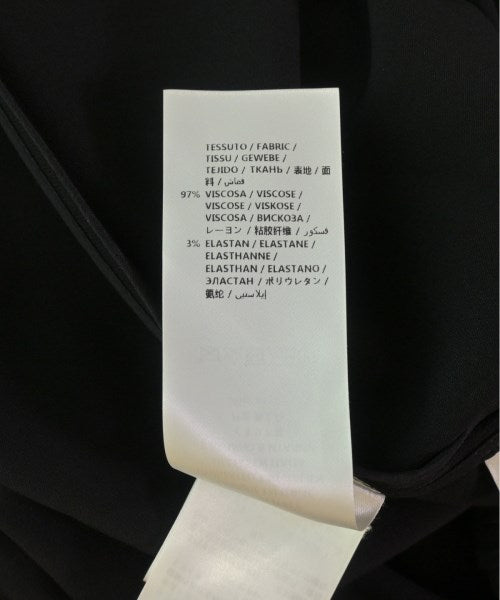 TESSUTO / FABRIC /
TISSU / GEWEBE /
TEJIDO / ТКАНЬ / 表地 / 面
料 / قماش
97% VISCOSA / VISCOSE /
VISCOSE / VISKOSE /
VISCOSA / ВИСКОЗА /
レーヨン / 粘胶纤维 / فسكوز
3% ELASTAN / ELASTANE /
ELASTHANNE /
ELASTHAN / ELASTANO /
ЭЛАСТАН / ポリウレタン /
氨纶 /